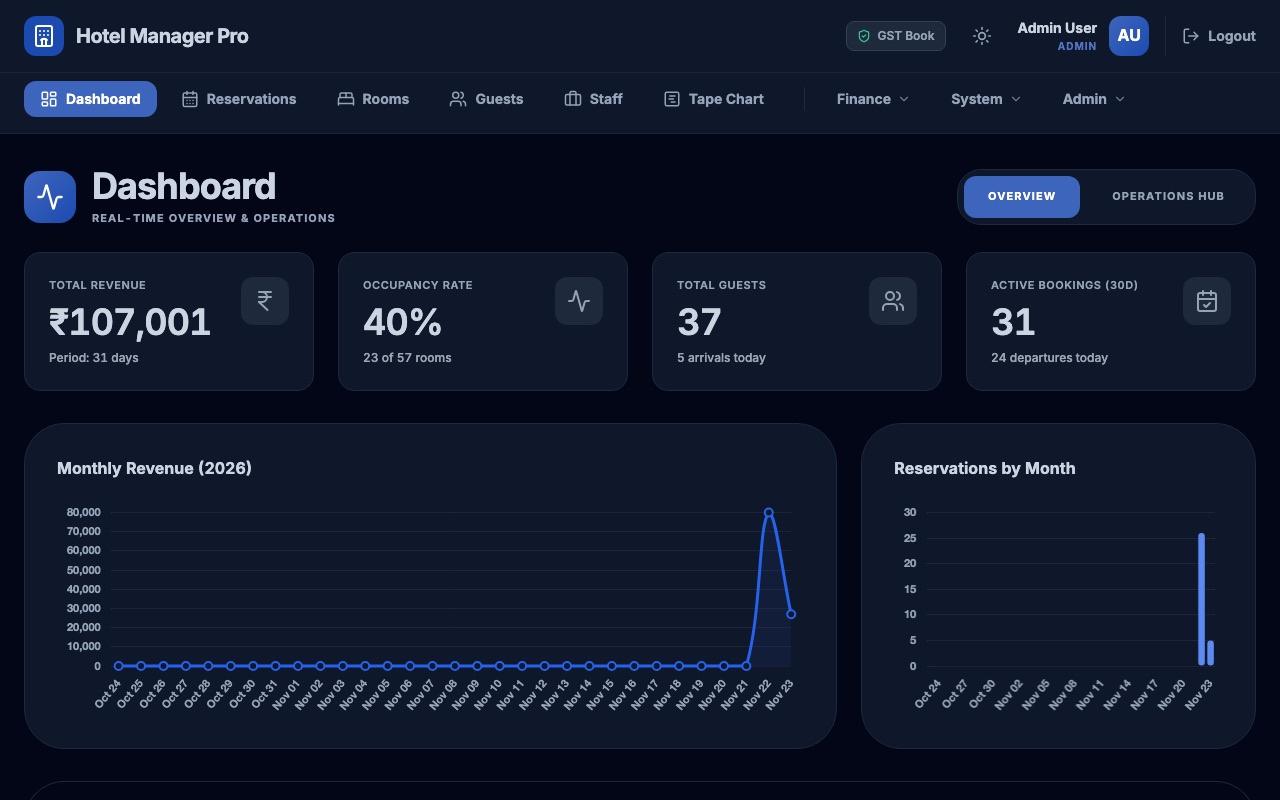 Hotel Manager Pro
GST Book
Admin User
ADMIN
AU
Logout
Dashboard
Reservations
Rooms
Guests
Staff
Tape Chart
Finance
System
Admin
Dashboard
REAL-TIME OVERVIEW & OPERATIONS
OVERVIEW
OPERATIONS HUB
TOTAL REVENUE
₹107,001
Period: 31 days
OCCUPANCY RATE
40%
23 of 57 rooms
TOTAL GUESTS
37
5 arrivals today
ACTIVE BOOKINGS (30D)
31
24 departures today
Monthly Revenue (2026)
80,000
70,000
60,000
50,000
40,000
30,000
20,000
10,000
0
Oct 24
Oct 25
Oct 26
Oct 27
Oct 28
Oct 29
Oct 30
Oct 31
Nov 01
Nov 02
Nov 03
Nov 04
Nov 05
Nov 06
Nov 07
Nov 08
Nov 09
Nov 10
Nov 11
Nov 12
Nov 13
Nov 14
Nov 15
Nov 16
Nov 17
Nov 18
Nov 19
Nov 20
Nov 21
Nov 22
Nov 23
Reservations by Month
30
25
20
15
10
5
0
Oct 24
Oct 27
Oct 30
Nov 02
Nov 05
Nov 08
Nov 11
Nov 14
Nov 17
Nov 20
Nov 23